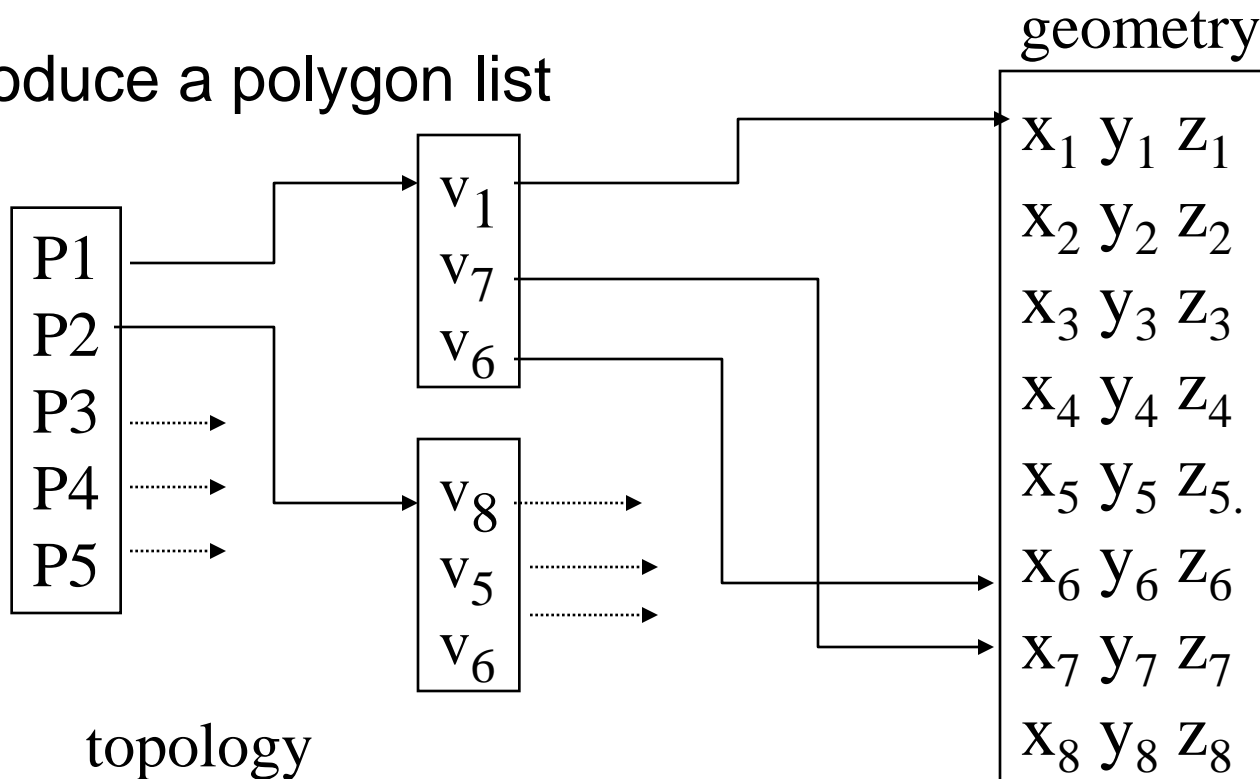 geometry
oduce a polygon list
P1
P2
P3
P4
P5
v₁
v₇
v₆
v₈
v₅
v₆
x₁ y₁ z₁
x₂ y₂ z₂
x₃ y₃ z₃
x₄ y₄ z₄
x₅ y₅ z₅.
x₆ y₆ z₆
x₇ y₇ z₇
x₈ y₈ z₈
topology